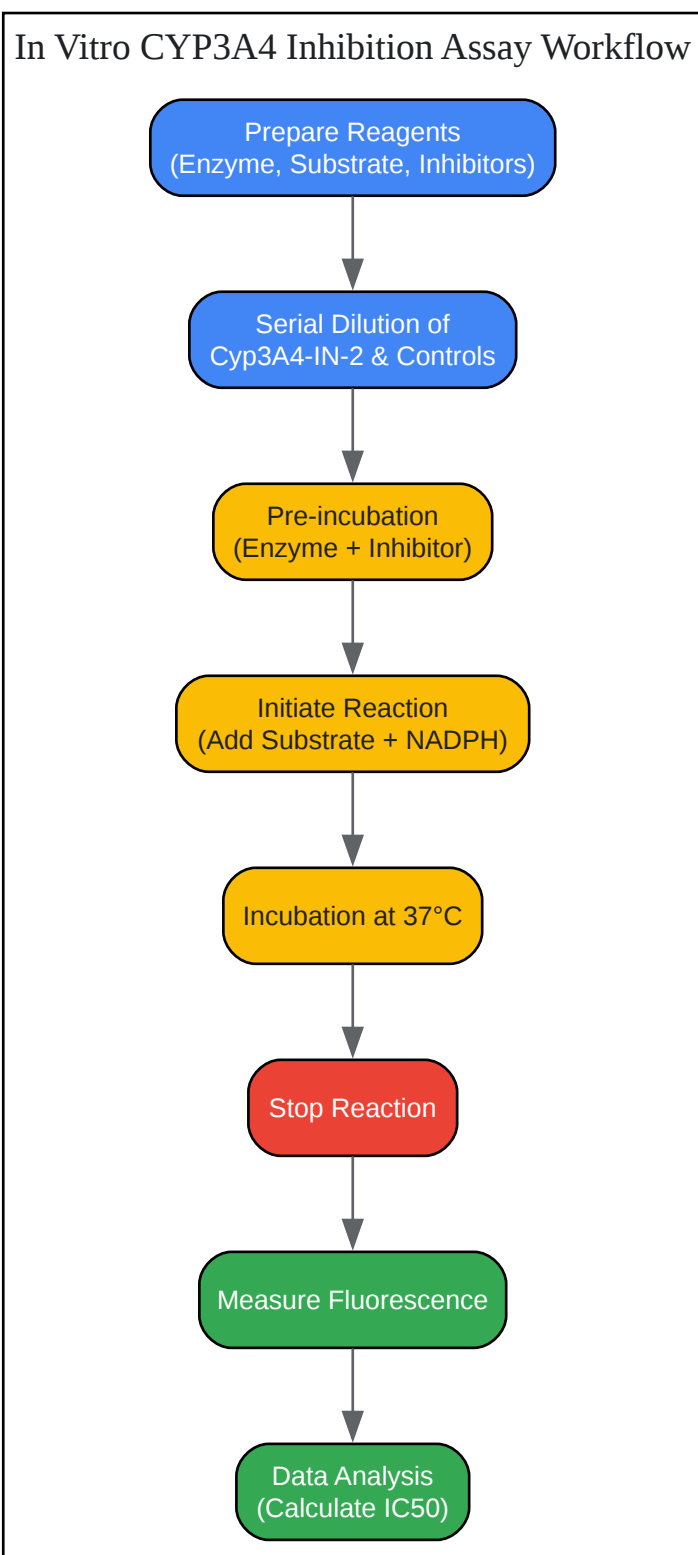 In Vitro CYP3A4 Inhibition Assay Workflow
Prepare Reagents
(Enzyme, Substrate, Inhibitors)
Serial Dilution of
Cyp3A4-IN-2 & Controls
Pre-incubation
(Enzyme + Inhibitor)
Initiate Reaction
(Add Substrate + NADPH)
Incubation at 37°C
Stop Reaction
Measure Fluorescence
Data Analysis
(Calculate IC50)